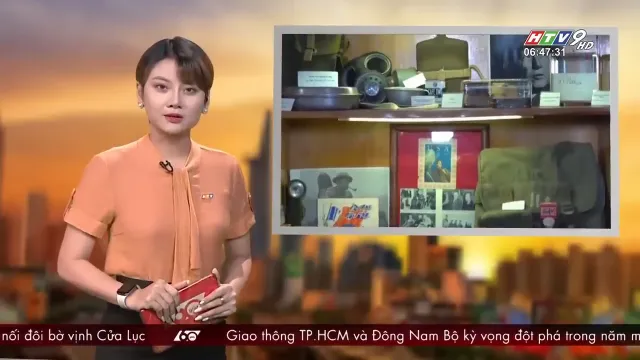 HTV9 HD
06:47:31
nối đôi bờ vịnh Cửa Lục
60
Giao thông TP.HCM và Đông Nam Bộ kỳ vọng đột phá trong năm m